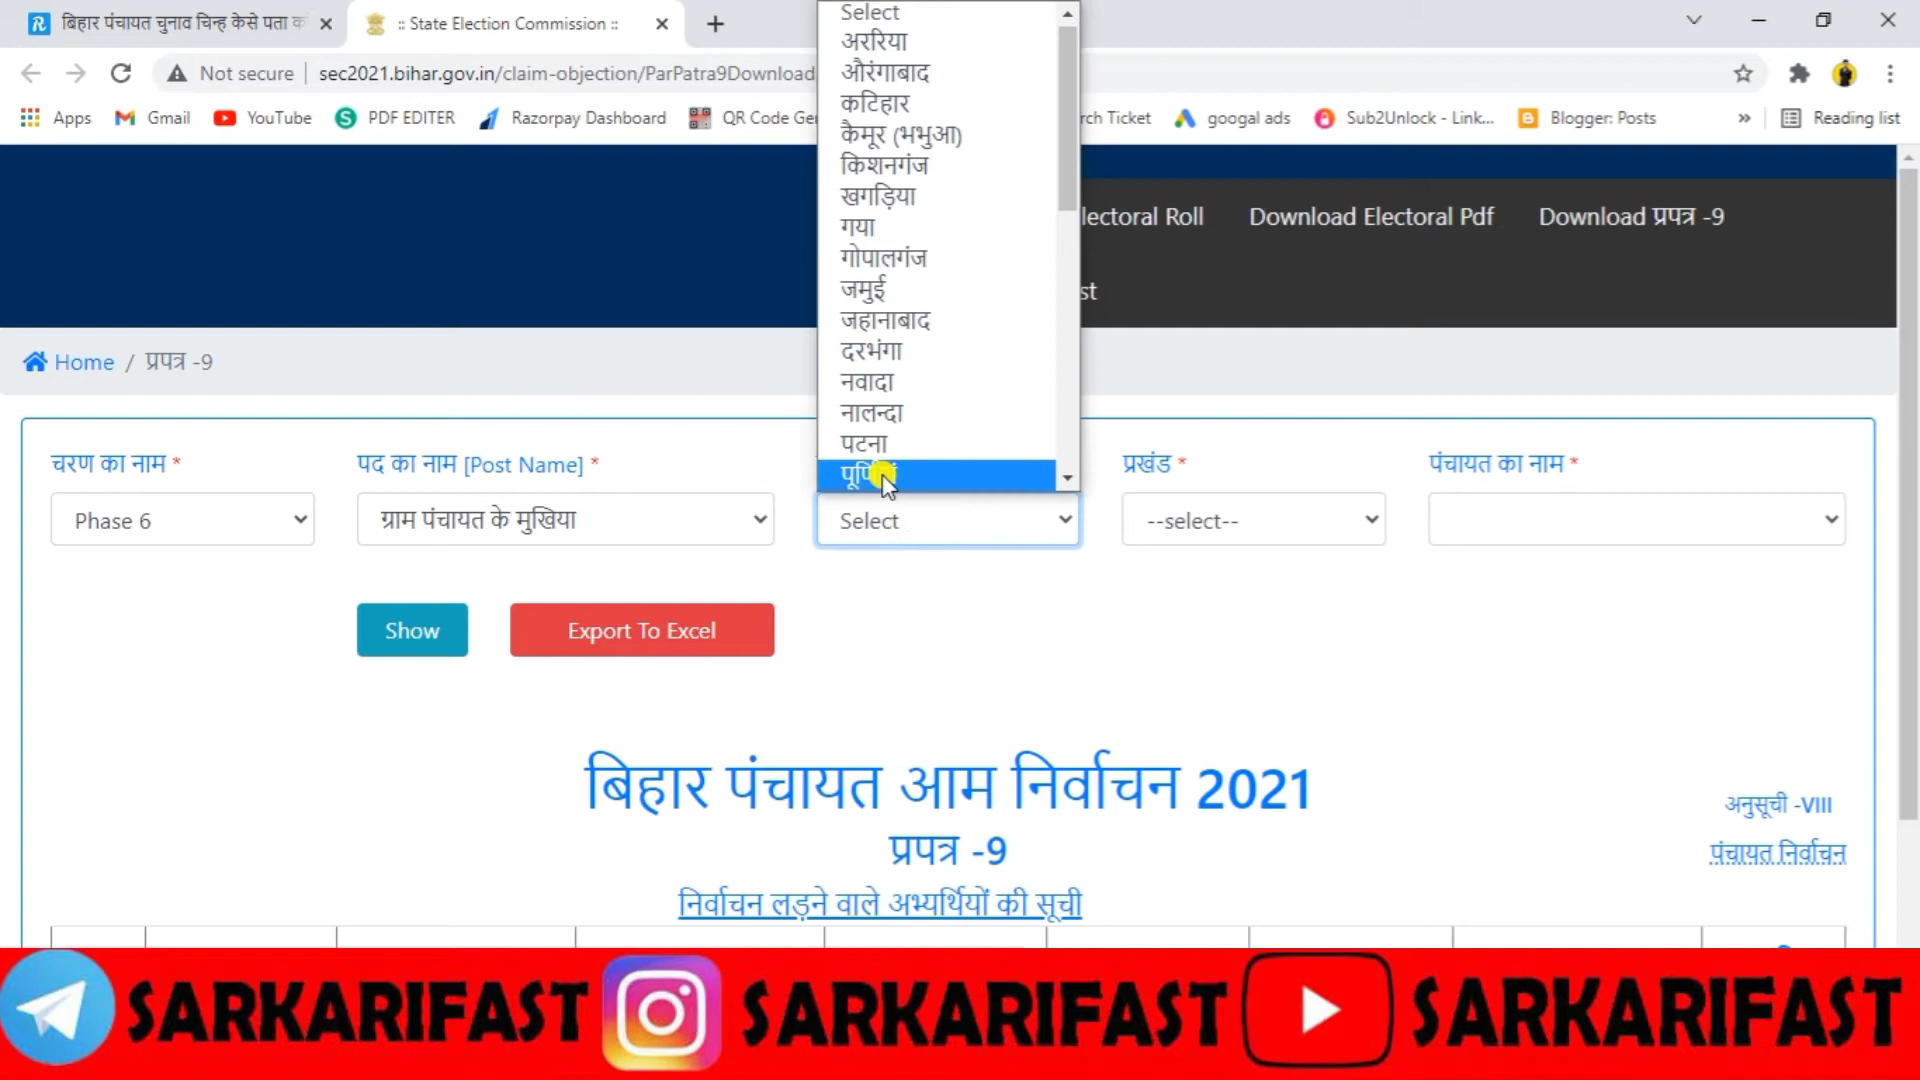 बिहार पंचायत चुनाव चिन्ह केसे पता
:: State Election Commission ::
Not secure
sec2021.bihar.gov.in/claim-objection/ParPatra9Download
Apps
Gmail
YouTube
PDF EDITER
Razorpay Dashboard
QR Code
Ticket
googal ads
Sub2Unlock - Link...
Blogger: Posts
»
Reading list
Select
अररिया
औरंगाबाद
कटिहार
कैमूर (भभुआ)
किशनगंज
खगड़िया
गया
गोपालगंज
जमुई
जहानाबाद
दरभंगा
नवादा
नालन्दा
पटना
Roll
Download Electoral Pdf
Download प्रपत्र -9
Home / प्रपत्र -9
चरण का नाम *
पद का नाम [Post Name] *
प्रखंड *
पंचायत का नाम *
Phase 6
ग्राम पंचायत के मुखिया
Select
--select--
Show
Export To Excel
बिहार पंचायत आम निर्वाचन 2021
अनुसूची -VIII
प्रपत्र -9
पंचायत निर्वाचन
निर्वाचन लड़ने वाले अभ्यर्थियों की सूची
SARKARIFAST
SARKARIFAST
SARKARIFAST